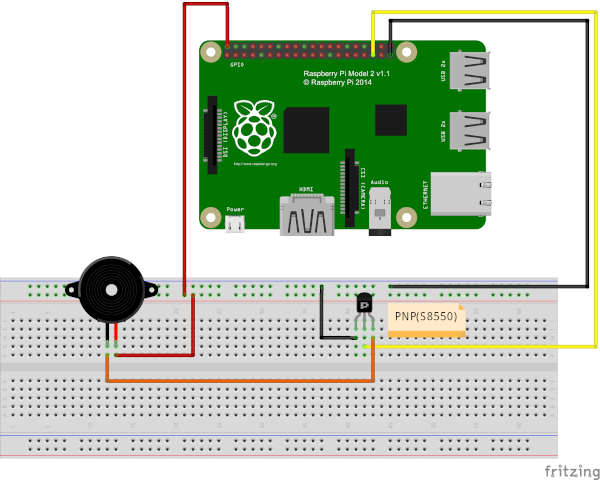 GPIO
Raspberry Pi Model 2 v1.1
© Raspberry Pi 2014
USB 2x
DSI (DISPLAY)
USB 2x
http://www.raspberrypi.org
CSI (CAMERA)
Audio
HDMI
ETHERNET
Power
P
PNP(S8550)
fritzing